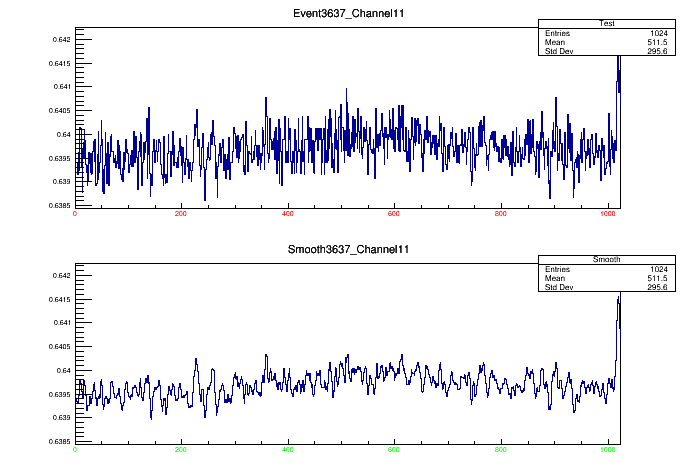 Event3637_Channel11
Test
Entries 1024
Mean 511.5
Std Dev 295.6
0.642
0.6415
0.641
0.6405
0.64
0.6395
0.639
0.6385
0 200 400 600 800 1000
Smooth3637_Channel11
Smooth
Entries 1024
Mean 511.5
Std Dev 295.6
0.642
0.6415
0.641
0.6405
0.64
0.6395
0.639
0.6385
0 200 400 600 800 1000